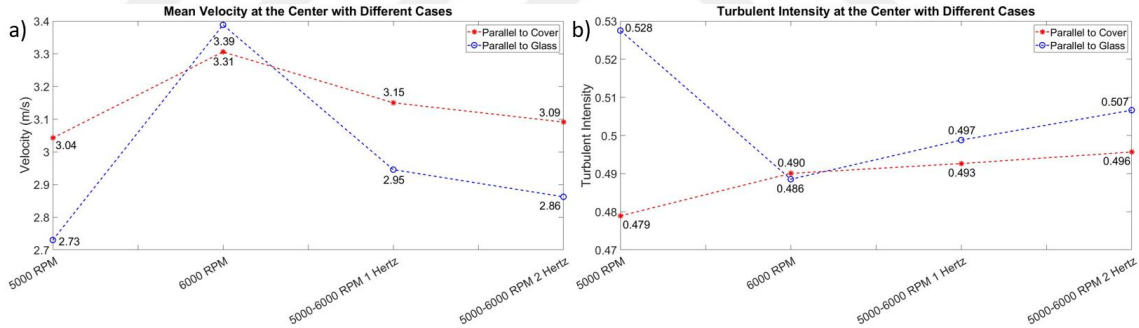 Mean Velocity at the Center with Different Cases
a)
Parallel to Cover
Parallel to Glass
Velocity (m/s)
3.4
3.3
3.2
3.1
3
2.9
2.8
2.7
3.04
2.73
3.39
3.31
3.15
2.95
3.09
2.86
5000 RPM
6000 RPM
5000-6000 RPM 1 Hertz
5000-6000 RPM 2 Hertz
Turbulent Intensity at the Center with Different Cases
b)
Parallel to Cover
Parallel to Glass
Turbulent Intensity
0.53
0.52
0.51
0.5
0.49
0.48
0.47
0.528
0.479
0.490
0.486
0.497
0.493
0.507
0.496
5000 RPM
6000 RPM
5000-6000 RPM 1 Hertz
5000-6000 RPM 2 Hertz